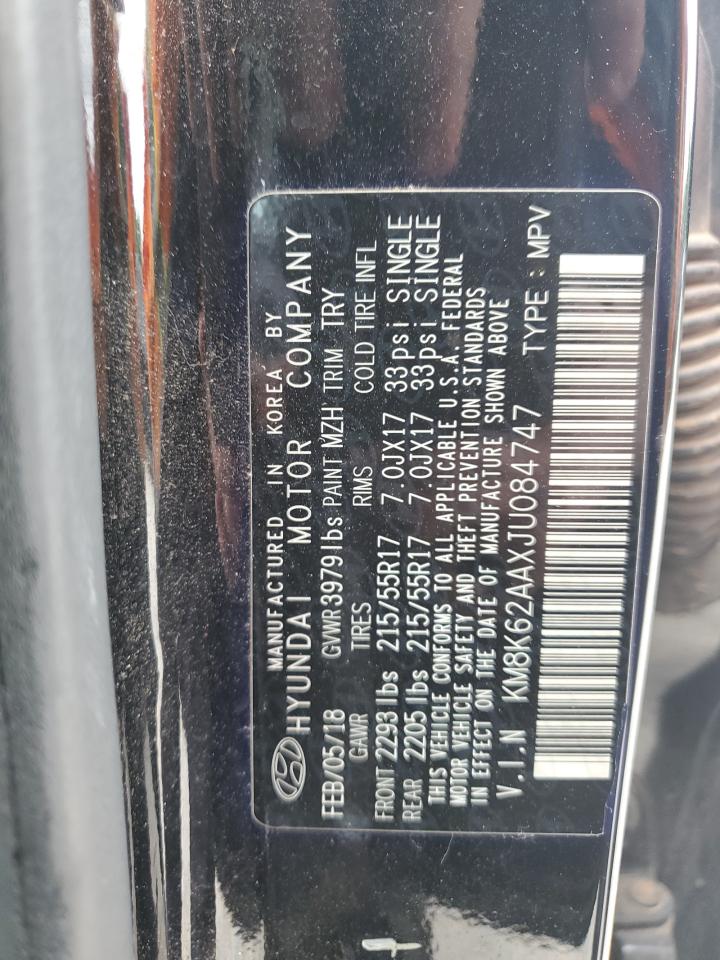 MANUFACTURED IN KOREA BY
HYUNDAI MOTOR COMPANY
FEB/05/18 GVWR 3979 lbs PAINT MZH TRIM TRY
GAWR TIRES RIMS COLD TIRE INFL
FRONT 2293 lbs 215/55R17 7.0JX17 33psi SINGLE
REAR 2205 lbs 215/55R17 7.0JX17 33psi SINGLE
THIS VEHICLE CONFORMS TO ALL APPLICABLE U.S.A. FEDERAL
MOTOR VEHICLE SAFETY AND THEFT PREVENTION STANDARDS
IN EFFECT ON THE DATE OF MANUFACTURE SHOWN ABOVE
V.I.N KM8K62AAXJU084747 TYPE : MPV